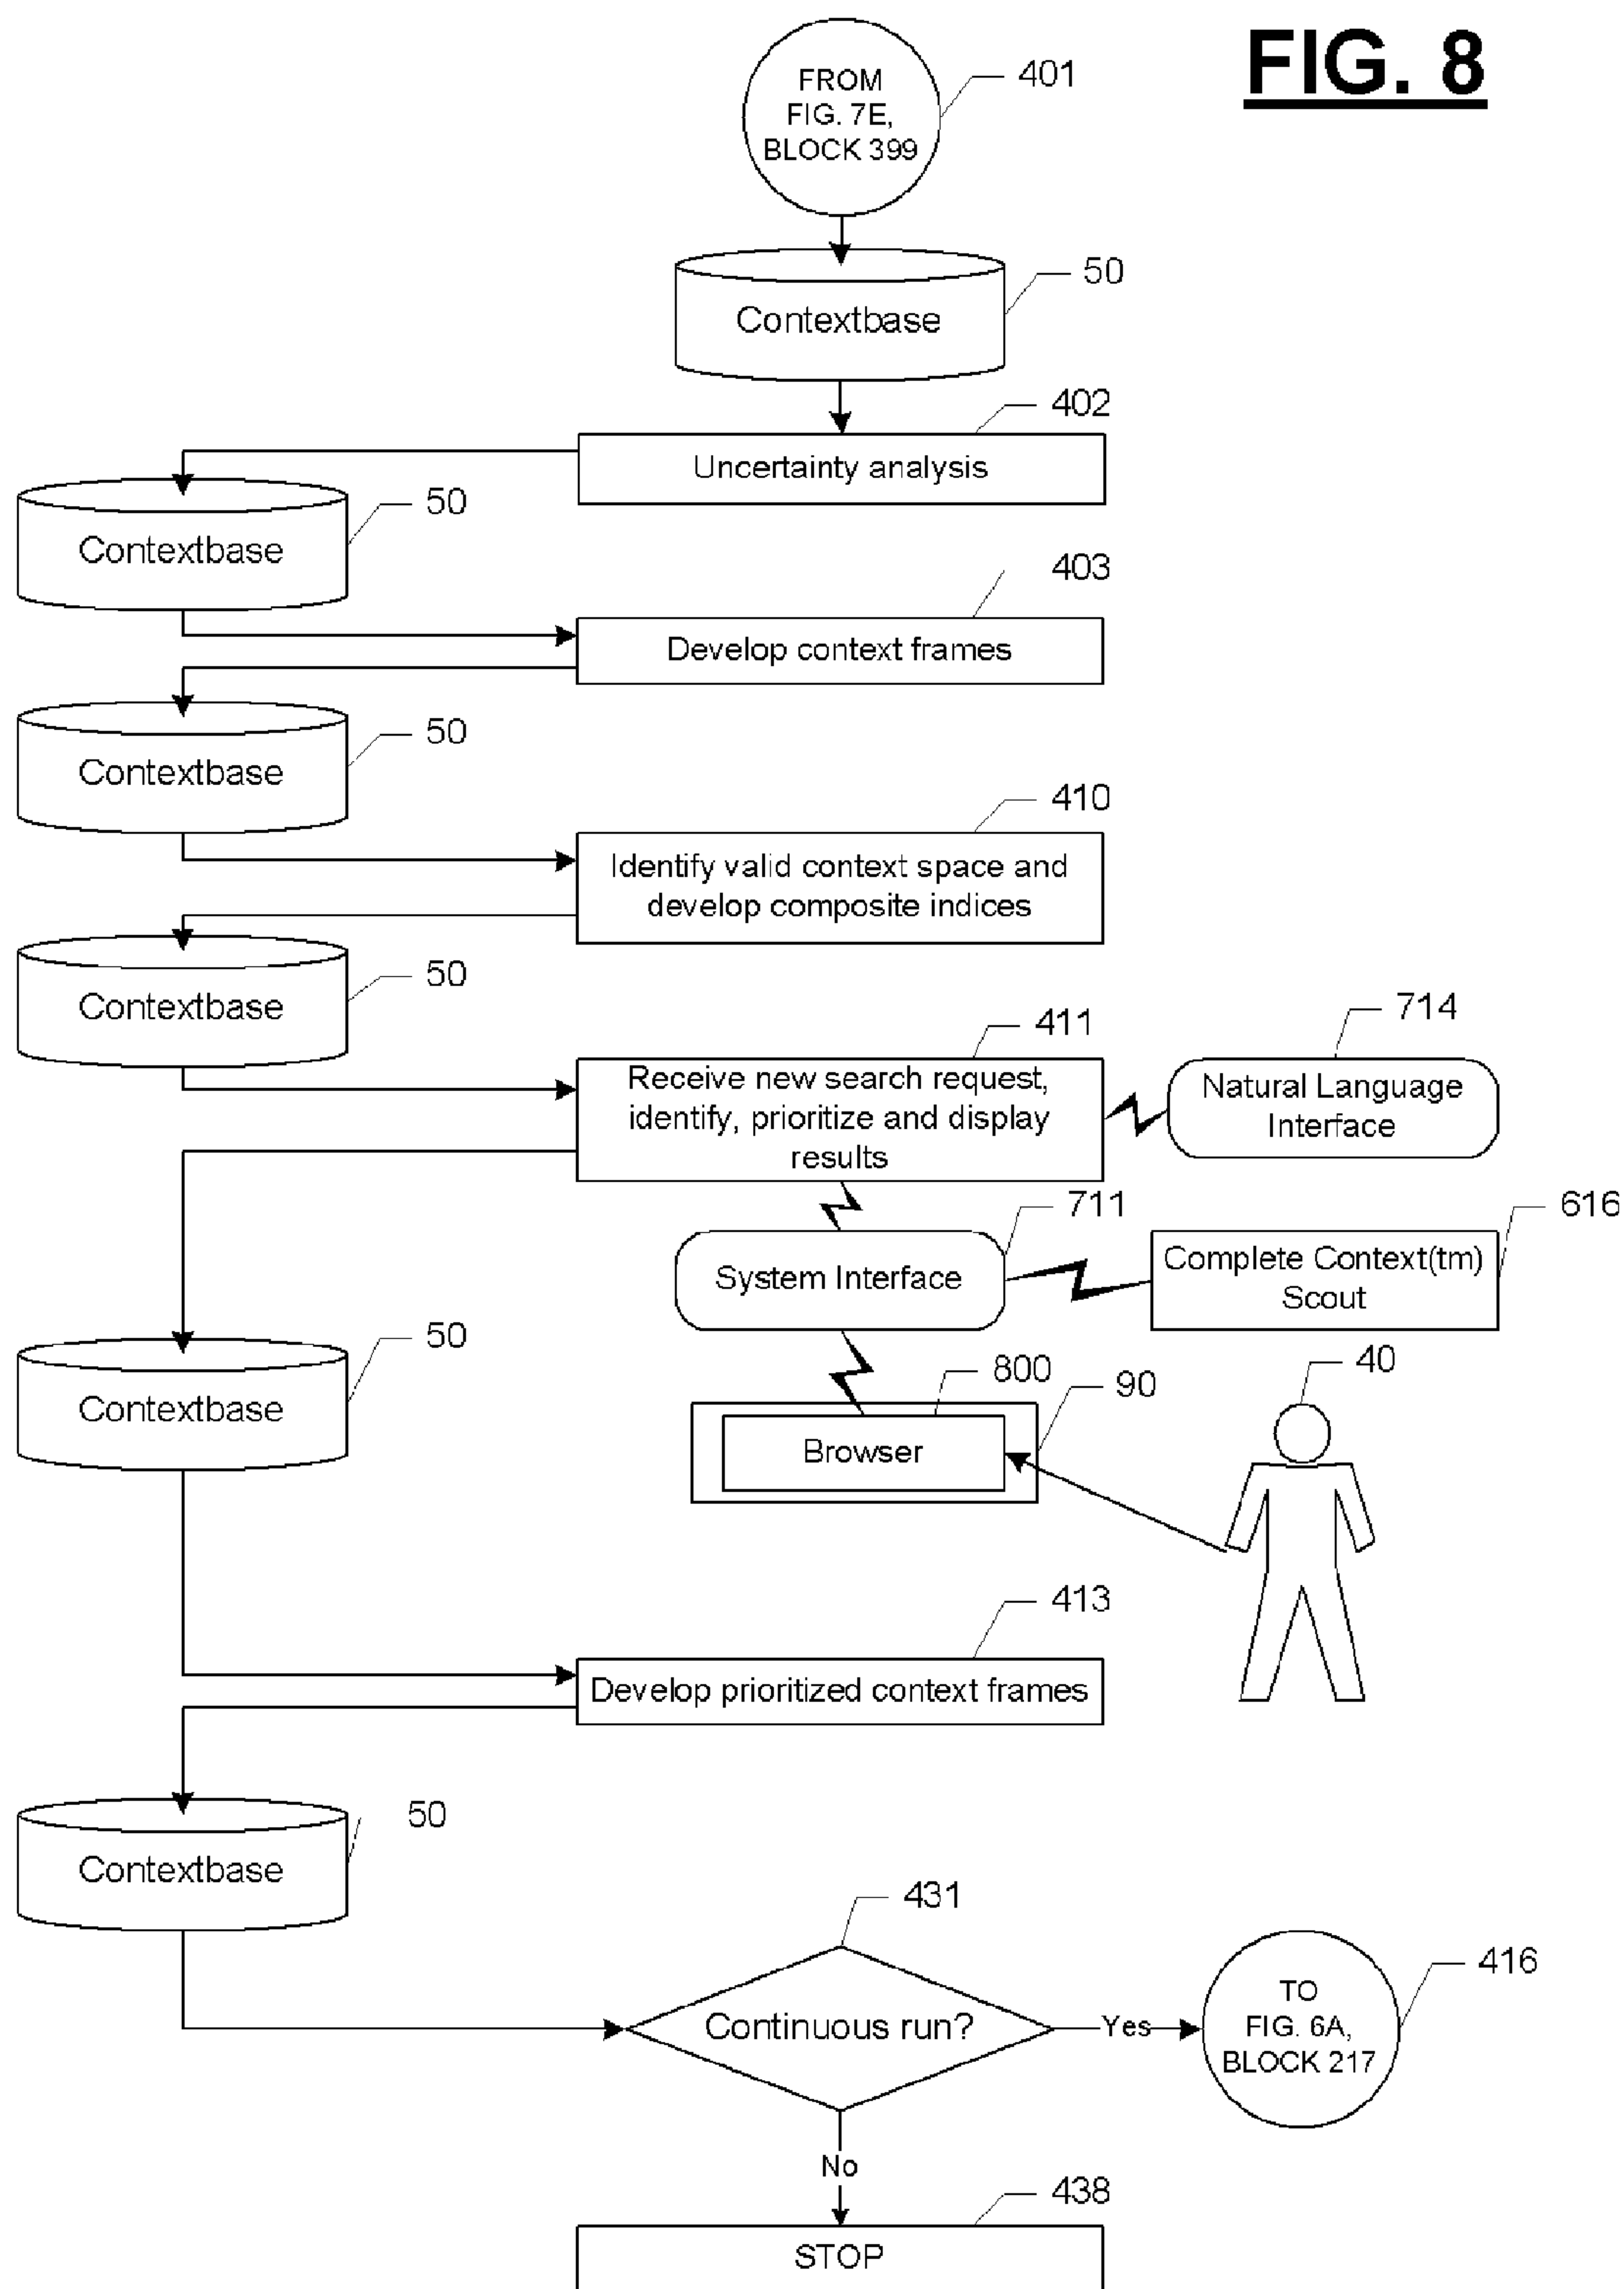 FIG. 8
FROM
FIG. 7E,
BLOCK 399
401
Contextbase
50
402
Uncertainty analysis
Contextbase
50
403
Develop context frames
Contextbase
50
410
Identify valid context space and
develop composite indices
Contextbase
50
411
Receive new search request,
identify, prioritize and display
results
714
Natural Language
Interface
711
System Interface
616
Complete Context(tm)
Scout
Contextbase
50
800
90
Browser
40
413
Develop prioritized context frames
Contextbase
50
431
Continuous run?
Yes
TO
FIG. 6A,
BLOCK 217
416
No
438
STOP